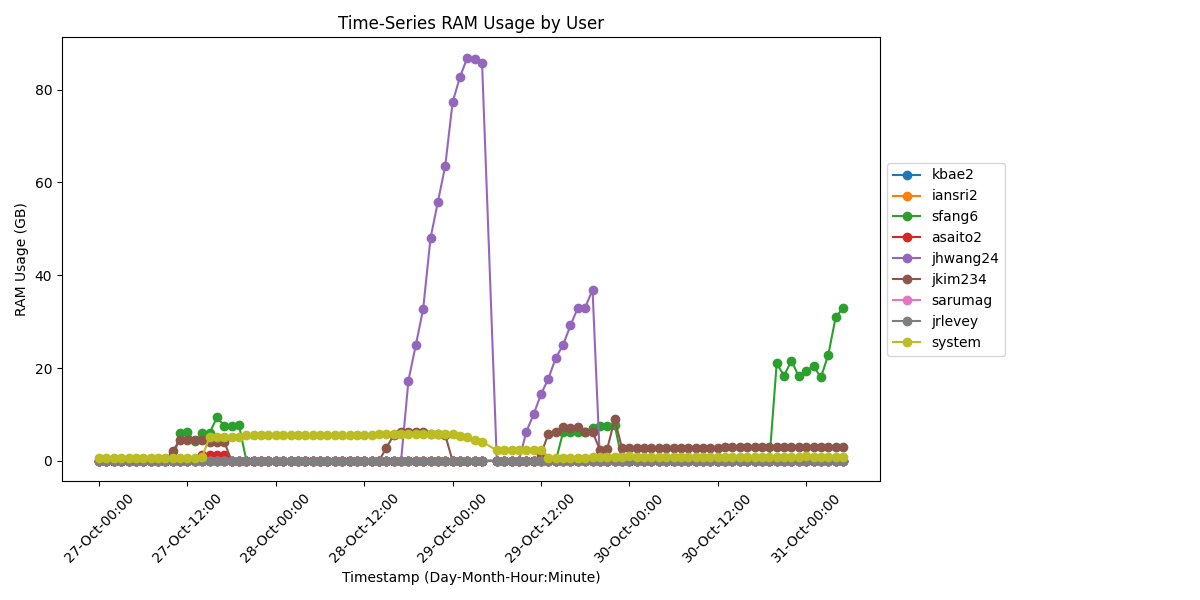 Time-Series RAM Usage by User
RAM Usage (GB)
80
60
40
20
0
27-Oct-00:00
27-Oct-12:00
28-Oct-00:00
28-Oct-12:00
29-Oct-00:00
29-Oct-12:00
30-Oct-00:00
30-Oct-12:00
31-Oct-00:00
Timestamp (Day-Month-Hour:Minute)
kbae2
iansri2
sfang6
asaito2
jhwang24
jkim234
sarumag
jrlevey
system